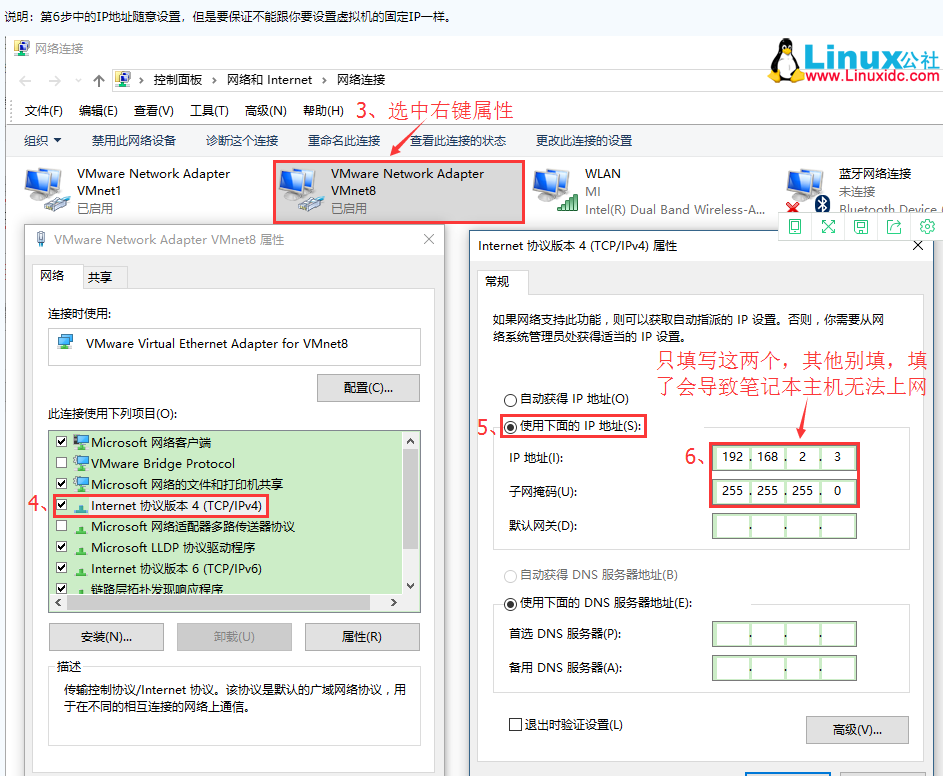 说明：第6步中的IP地址随意设置，但是要保证不能跟你要设置虚拟机的固定IP一样。
网络连接
Linux公社
www.Linuxidc.com
控制面板 › 网络和 Internet › 网络连接
文件(F) 编辑(E) 查看(V) 工具(T) 高级(N) 帮助(H)
3、选中右键属性
组织 禁用此网络设备 诊断这个连接 重命名此连接 查看此连接的状态 更改此连接的设置
VMware Network Adapter
VMnet1
已启用
VMware Network Adapter
VMnet8
已启用
WLAN
MI
Intel(R) Dual Band Wireless-A...
蓝牙网络连接
未连接
Bluetooth Device
VMware Network Adapter VMnet8 属性
网络 共享
连接时使用:
VMware Virtual Ethernet Adapter for VMnet8
配置(C)...
此连接使用下列项目(O):
Microsoft 网络客户端
VMware Bridge Protocol
Microsoft 网络的文件和打印机共享
4、
Internet 协议版本 4 (TCP/IPv4)
Microsoft 网络适配器多路传送器协议
Microsoft LLDP 协议驱动程序
Internet 协议版本 6 (TCP/IPv6)
链路层拓扑发现响应程序
安装(N)... 卸载(U) 属性(R)
描述
传输控制协议/Internet 协议。该协议是默认的广域网络协议，用
于在不同的相互连接的网络上通信。
Internet 协议版本 4 (TCP/IPv4) 属性
常规
如果网络支持此功能，则可以获取自动指派的 IP 设置。否则，你需要从网
络系统管理员处获得适当的 IP 设置。
只填写这两个，其他别填，填
了会导致笔记本主机无法上网
自动获得 IP 地址(O)
5、
使用下面的 IP 地址(S):
6、
IP 地址(I): 192 . 168 . 2 . 3
子网掩码(U): 255 . 255 . 255 . 0
默认网关(D): . . .
自动获得 DNS 服务器地址(B)
使用下面的 DNS 服务器地址(E):
首选 DNS 服务器(P): . . .
备用 DNS 服务器(A): . . .
退出时验证设置(L)
高级(V)...